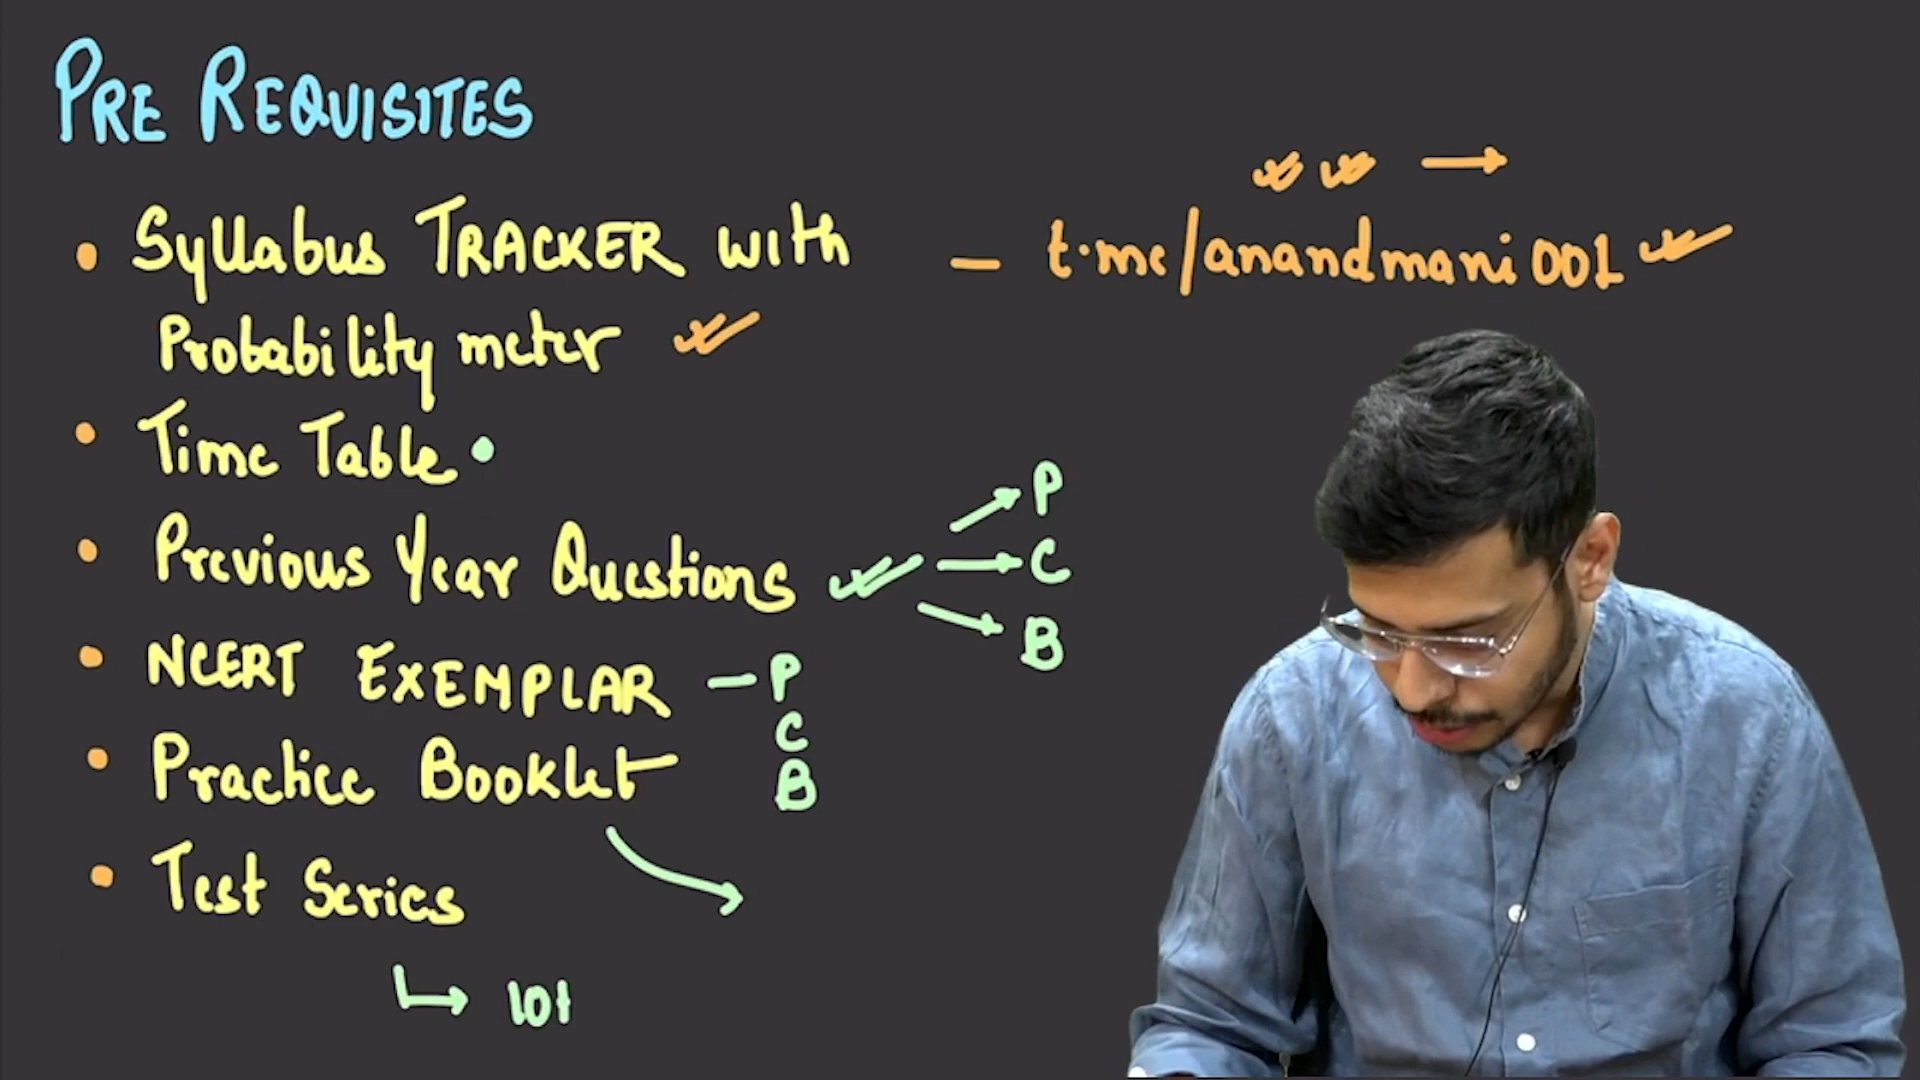 PRE REQUISITES
• Syllabus TRACKER with – t.me/anandmani001
Probability meter
• Time Table
• Previous Year Questions
P
C
B
• NCERT EXEMPLAR – P
C
B
• Practice Booklet
• Test Series
10+